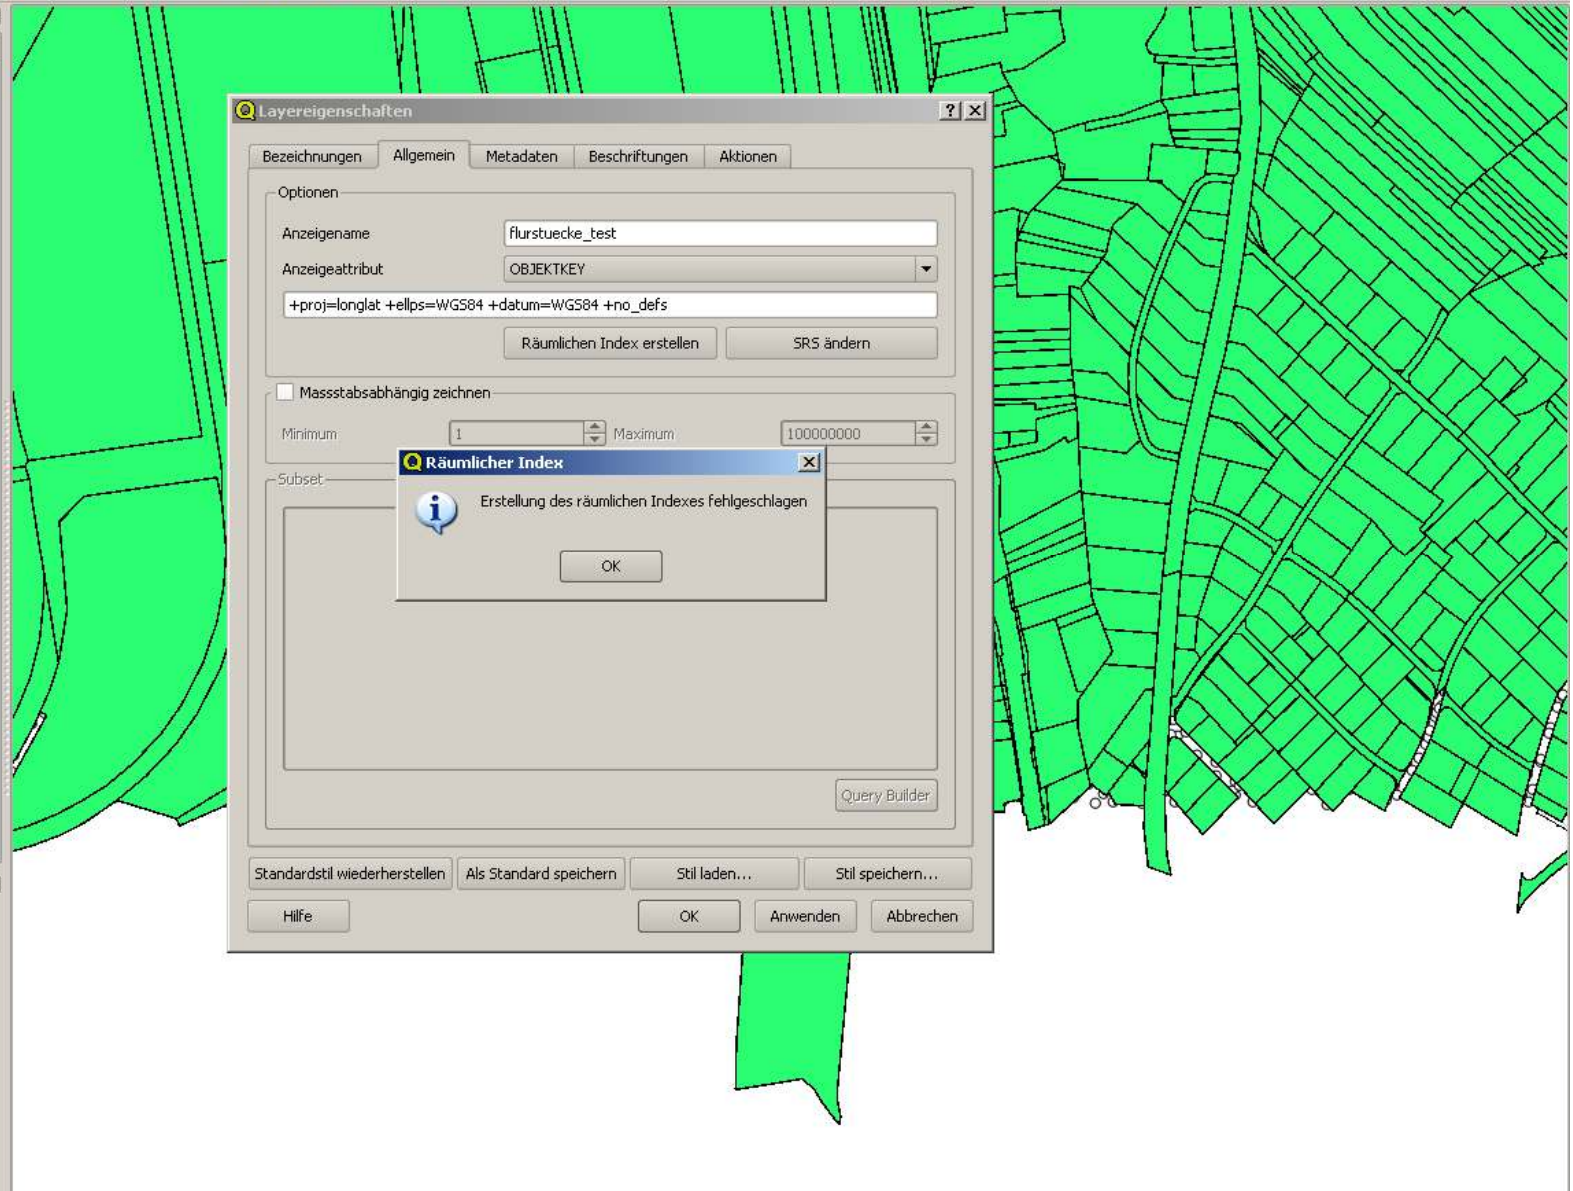 Layereigenschaften
Bezeichnungen Allgemein Metadaten Beschriftungen Aktionen
Optionen
Anzeigename flurstuecke_test
Anzeigeattribut OBJEKTKEY
+proj=longlat +ellps=WGS84 +datum=WGS84 +no_defs
Räumlichen Index erstellen SRS ändern
Massstabsabhängig zeichnen
Minimum 1 Maximum 100000000
Räumlicher Index
Subset
Erstellung des räumlichen Indexes fehlgeschlagen
OK
Query Builder
Standardstil wiederherstellen Als Standard speichern Stil laden... Stil speichern...
Hilfe OK Anwenden Abbrechen